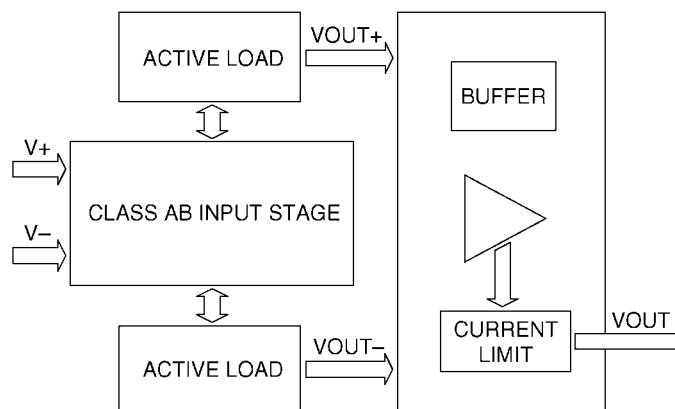 ACTIVE LOAD
VOUT+
BUFFER
V+
CLASS AB INPUT STAGE
V−
CURRENT
LIMIT
VOUT
ACTIVE LOAD
VOUT−